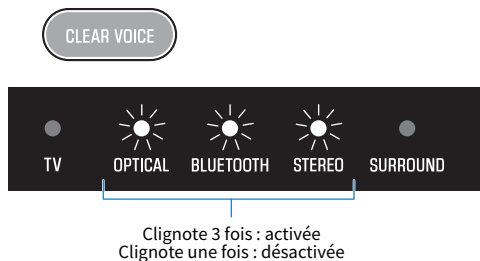 CLEAR VOICE
TV OPTICAL BLUETOOTH STEREO SURROUND
Clignote 3 fois : activée
Clignote une fois : désactivée